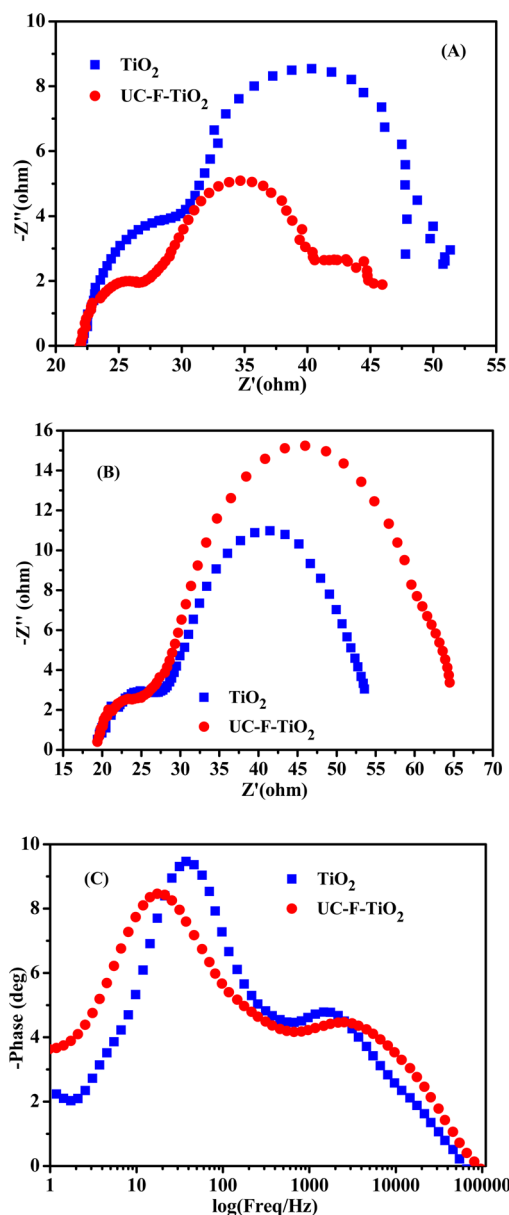 (A)
TiO2
UC-F-TiO2
-Z''(ohm)
10
8
6
4
2
0
20 25 30 35 40 45 50 55
Z'(ohm)
(B)
-Z'' (ohm)
16
14
12
10
8
6
4
2
0
TiO2
UC-F-TiO2
15 20 25 30 35 40 45 50 55 60 65 70
Z'(ohm)
(C)
TiO2
UC-F-TiO2
-Phase (deg)
10
8
6
4
2
0
1 10 100 1000 10000 100000
log(Freq/Hz)